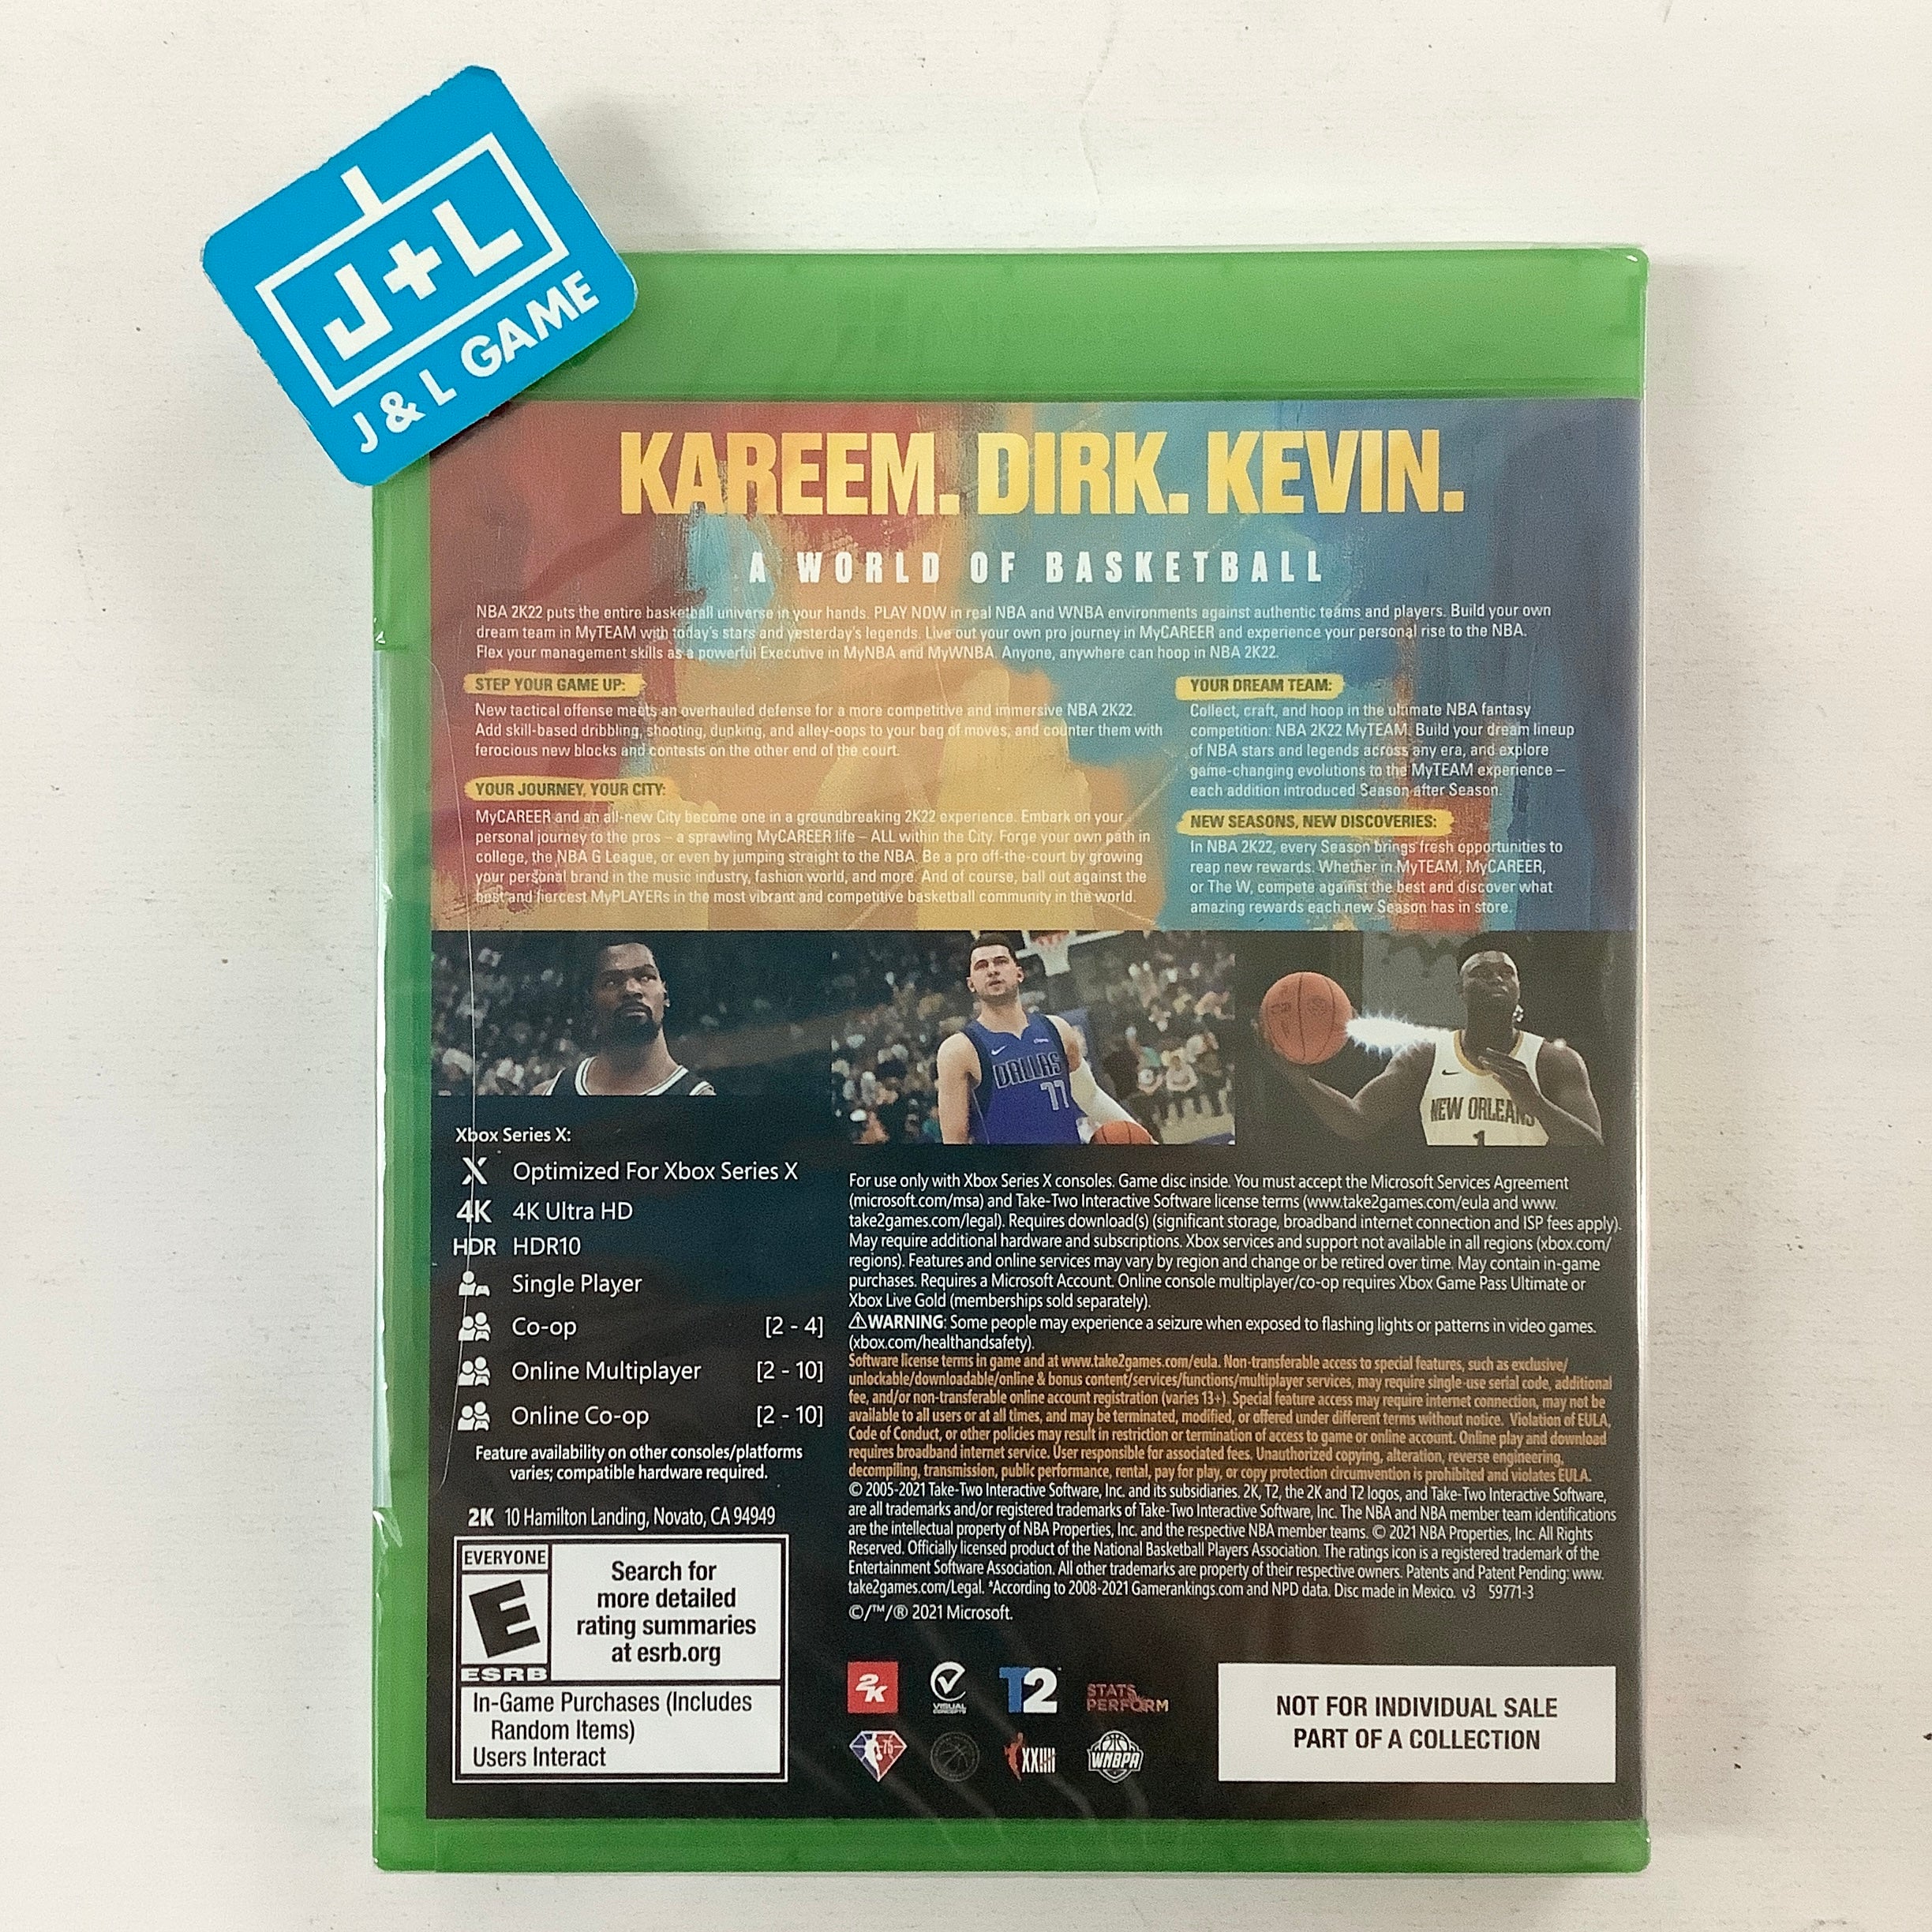 J+L
J & L GAME
KAREEM. DIRK. KEVIN.
A WORLD OF BASKETBALL
NBA 2K22 puts the entire basketball universe in your hands. PLAY NOW in real NBA and WNBA environments against authentic teams and players. Build your own
dream team in MyTEAM with today's stars and yesterday's legends. Live out your own pro journey in MyCAREER and experience your personal rise to the NBA.
Flex your management skills as a powerful Executive in MyNBA and MyWNBA. Anyone, anywhere can hoop in NBA 2K22.
STEP YOUR GAME UP:
New tactical offense meets an overhauled defense for a more competitive and immersive NBA 2K22.
Add skill-based dribbling, shooting, dunking, and alley-oops to your bag of moves, and counter them with
ferocious new blocks and contests on the other end of the court.
YOUR JOURNEY, YOUR CITY:
MyCAREER and an all-new City become one in a groundbreaking 2K22 experience. Embark on your
personal journey to the pros – a sprawling MyCAREER life – ALL within the City. Forge your own path in
college, the NBA G League, or even by jumping straight to the NBA. Be a pro off-the-court by growing
your personal brand in the music industry, fashion world, and more. And of course, ball out against the
best and fiercest MyPLAYERs in the most vibrant and competitive basketball community in the world.
YOUR DREAM TEAM:
Collect, craft, and hoop in the ultimate NBA fantasy
competition: NBA 2K22 MyTEAM. Build your dream lineup
of NBA stars and legends across any era, and explore
game-changing evolutions to the MyTEAM experience –
each addition introduced Season after Season.
NEW SEASONS, NEW DISCOVERIES:
In NBA 2K22, every Season brings fresh opportunities to
reap new rewards. Whether in MyTEAM, MyCAREER,
or The W, compete against the best and discover what
amazing rewards each new Season has in store.
DALLAS
77
NEW ORLEANS
1
Xbox Series X:
X Optimized For Xbox Series X
4K 4K Ultra HD
HDR HDR10
Single Player
Co-op [2 - 4]
Online Multiplayer [2 - 10]
Online Co-op [2 - 10]
Feature availability on other consoles/platforms
varies; compatible hardware required.
2K 10 Hamilton Landing, Novato, CA 94949
EVERYONE
E
ESRB
Search for
more detailed
rating summaries
at esrb.org
In-Game Purchases (Includes
Random Items)
Users Interact
For use only with Xbox Series X consoles. Game disc inside. You must accept the Microsoft Services Agreement
(microsoft.com/msa) and Take-Two Interactive Software license terms (www.take2games.com/eula and www.
take2games.com/legal). Requires download(s) (significant storage, broadband internet connection and ISP fees apply).
May require additional hardware and subscriptions. Xbox services and support not available in all regions (xbox.com/
regions). Features and online services may vary by region and change or be retired over time. May contain in-game
purchases. Requires a Microsoft Account. Online console multiplayer/co-op requires Xbox Game Pass Ultimate or
Xbox Live Gold (memberships sold separately).
⚠WARNING: Some people may experience a seizure when exposed to flashing lights or patterns in video games.
(xbox.com/healthandsafety).
Software license terms in game and at www.take2games.com/eula. Non-transferable access to special features, such as exclusive/
unlockable/downloadable/online & bonus content/services/functions/multiplayer services, may require single-use serial code, additional
fee, and/or non-transferable online account registration (varies 13+). Special feature access may require internet connection, may not be
available to all users or at all times, and may be terminated, modified, or offered under different terms without notice. Violation of EULA,
Code of Conduct, or other policies may result in restriction or termination of access to game or online account. Online play and download
requires broadband internet service. User responsible for associated fees. Unauthorized copying, alteration, reverse engineering,
decompiling, transmission, public performance, rental, pay for play, or copy protection circumvention is prohibited and violates EULA.
© 2005-2021 Take-Two Interactive Software, Inc. and its subsidiaries. 2K, T2, the 2K and T2 logos, and Take-Two Interactive Software,
are all trademarks and/or registered trademarks of Take-Two Interactive Software, Inc. The NBA and NBA member team identifications
are the intellectual property of NBA Properties, Inc. and the respective NBA member teams. © 2021 NBA Properties, Inc. All Rights
Reserved. Officially licensed product of the National Basketball Players Association. The ratings icon is a registered trademark of the
Entertainment Software Association. All other trademarks are property of their respective owners. Patents and Patent Pending: www.
take2games.com/Legal. *According to 2008-2021 Gamerankings.com and NPD data. Disc made in Mexico. v3 59771-3
©/™/® 2021 Microsoft.
2K
VISUAL
CONCEPTS
T2
STATS
PERFORM
75
XXIIIII
WNBPA
NOT FOR INDIVIDUAL SALE
PART OF A COLLECTION